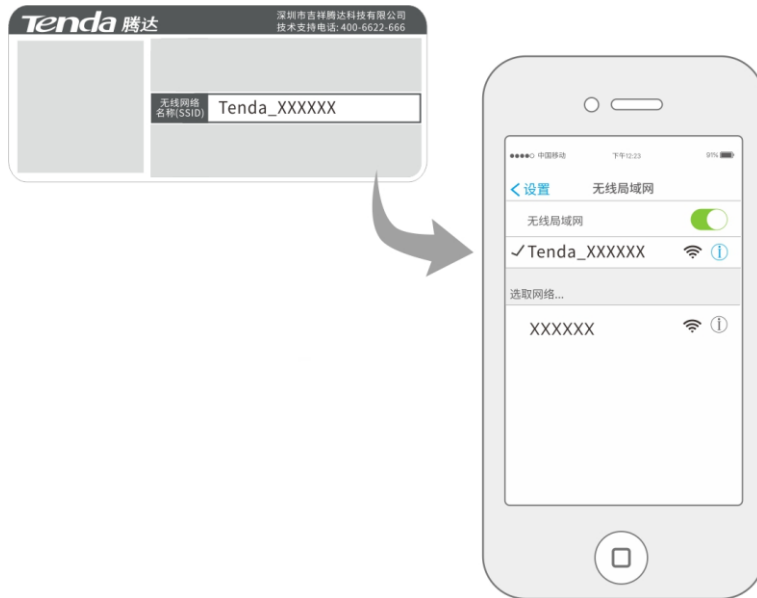 Tenda 腾达
深圳市吉祥腾达科技有限公司
技术支持电话: 400-6622-666
无线网络
名称(SSID)
Tenda_XXXXXX
中国移动 下午12:23 91%
设置 无线局域网
无线局域网
Tenda_XXXXXX
选取网络...
XXXXXX